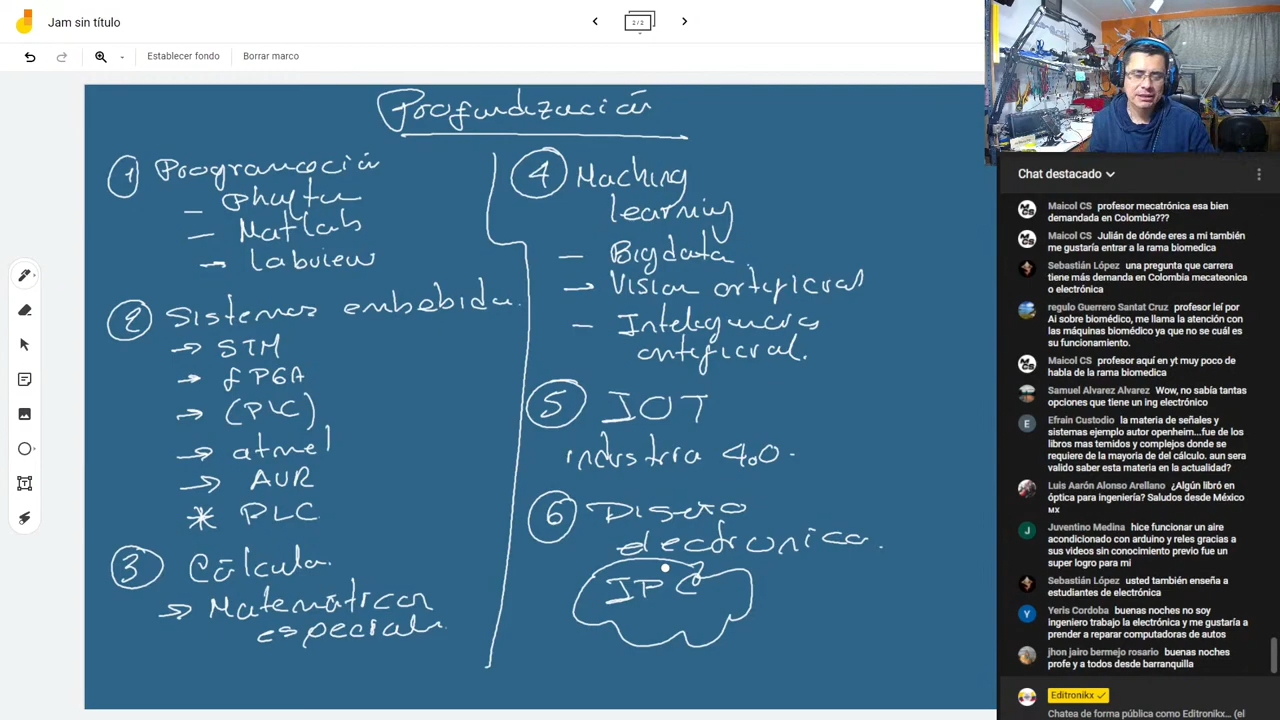 Jam sin título
2/2
Establecer fondo
Borrar marco
Profundización
1 Programación
- Phyton
- Matlab
- labview
2 Sistemas embebidos.
→ STM
→ FPGA
→ (PLC)
→ atmel
→ AVR
* PLC
3 Cálculo.
→ Matemáticas
especiales.
4 Maching
learning
- Bigdata.
→ Vision artificial
- Inteligencia
artificial.
5 IOT
industria 4.0.
6 Diseño
electronico.
IPC
Chat destacado
Maicol CS profesor mecatrónica esa bien
demandada en Colombia???
Maicol CS Julián de dónde eres a mi también
me gustaría entrar a la rama biomedica
Sebastián López una pregunta que carrera
tiene más demanda en Colombia mecateonica
o electrónica
regulo Guerrero Santat Cruz profesor leí por
Ai sobre biomédico, me llama la atención con
las máquinas biomédico ya que no se cuál es
su funcionamiento.
Maicol CS profesor aquí en yt muy poco de
habla de la rama biomedica
Samuel Alvarez Alvarez Wow, no sabía tantas
opciones que tiene un ing electrónico
Efrain Custodio la materia de señales y
sistemas ejemplo autor openheim...fue de los
libros mas temidos y complejos donde se
requiere de la mayoria del cálculo. aun sera
valido saber esta materia en la actualidad?
Luis Aarón Alonso Arellano ¿Algún libró en
óptica para ingeniería? Saludos desde México
MX
Juventino Medina hice funcionar un aire
acondicionado con arduino y reles gracias a
sus videos sin conocimiento previo fue un
super logro para mi
Sebastián López usted también enseña a
estudiantes de electrónica
Yeris Cordoba buenas noches no soy
ingeniero trabajo la electrónica y me gustaría a
prender a reparar computadoras de autos
jhon jairo bermejo rosario buenas noches
profe y a todos desde barranquilla
Editronikx
Chatea de forma pública como Editronikx... (el